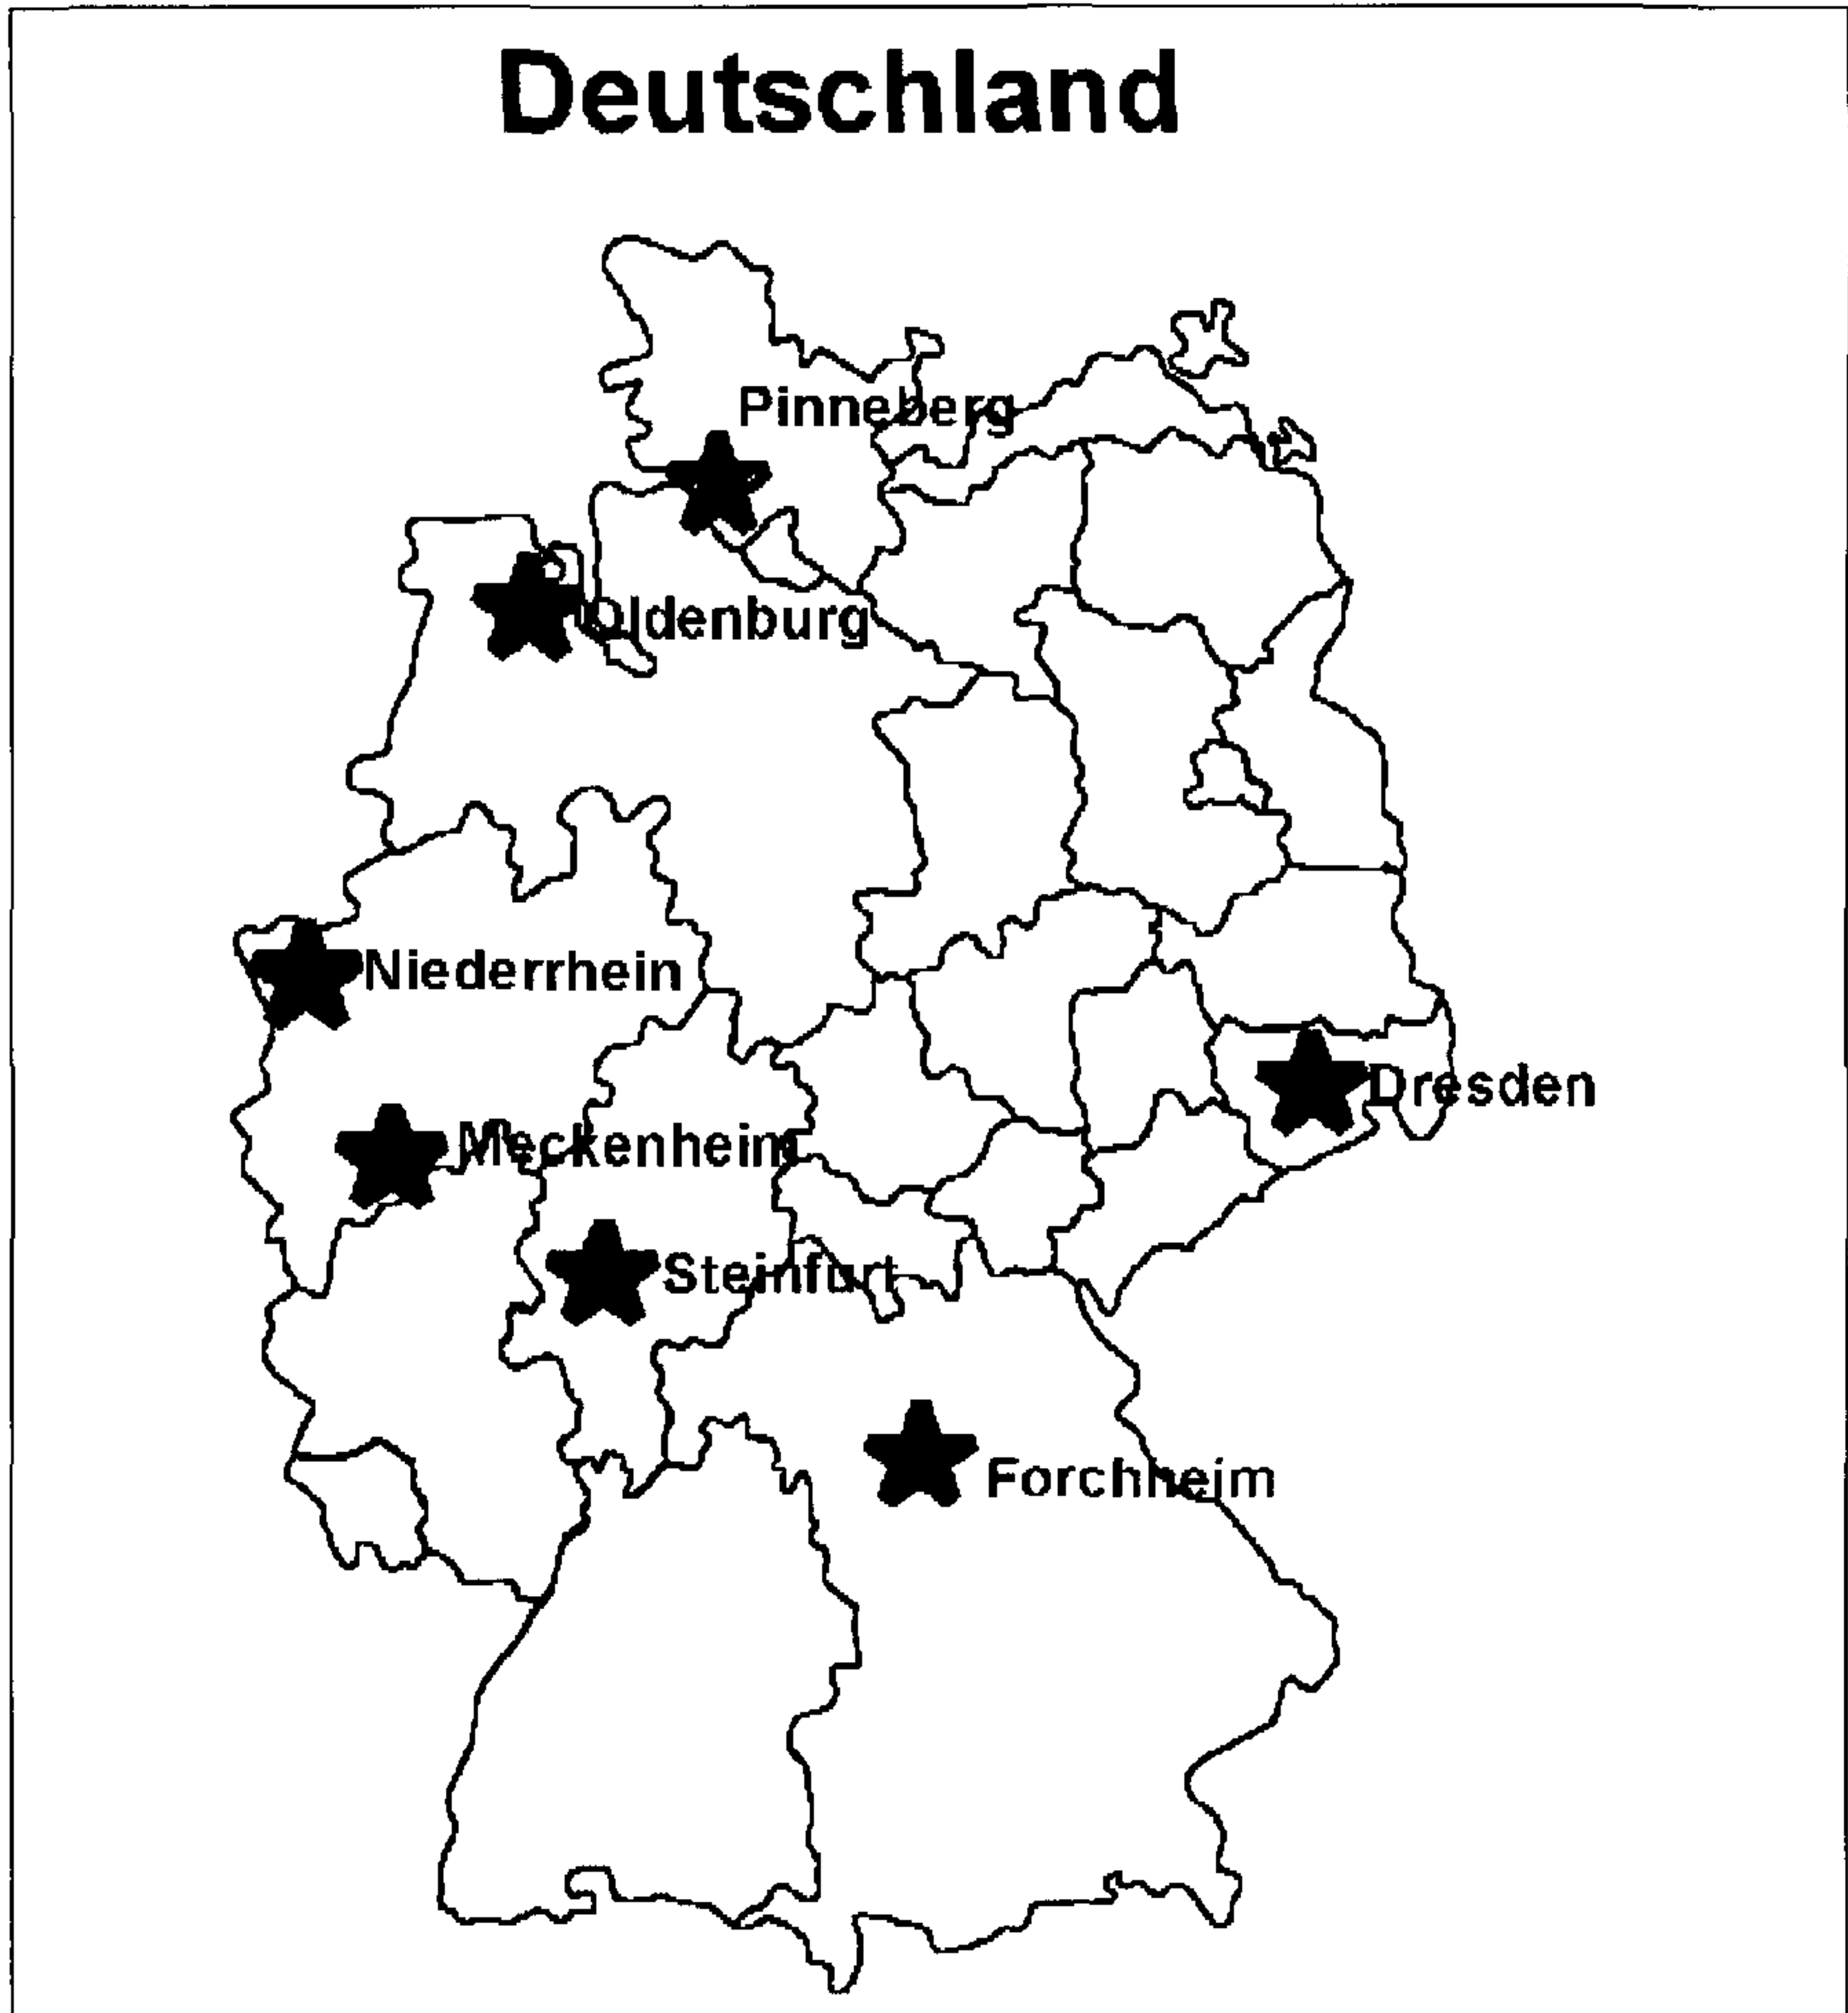 Deutschland
Pinneberg
Oldenburg
Niederrhein
Dresden
Meckenheim
Steinfurt
Forchheim